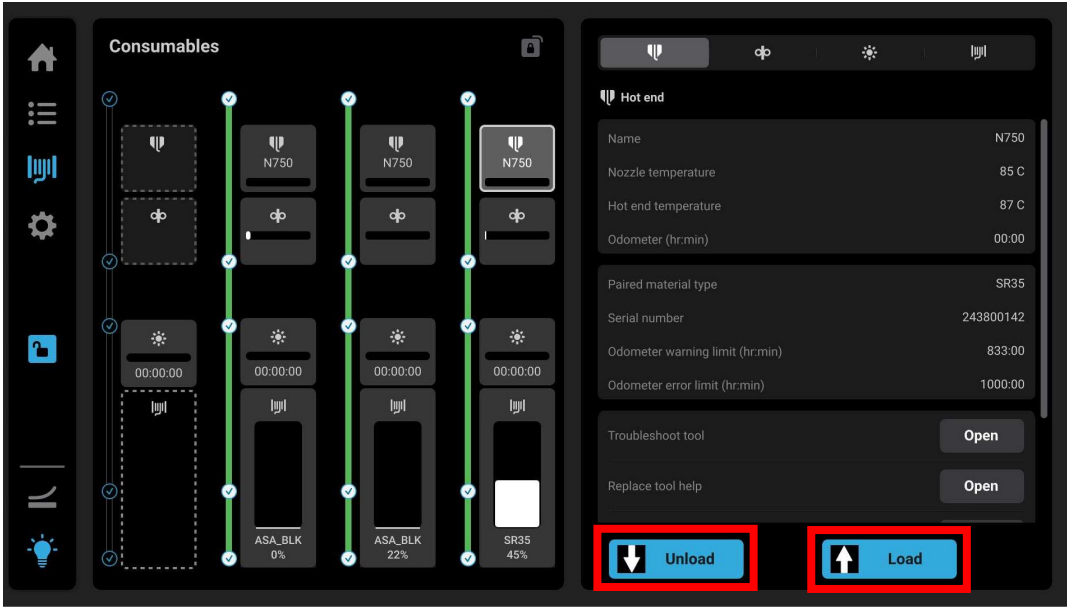 Consumables
N750
N750
N750
00:00:00
00:00:00
00:00:00
00:00:00
ASA_BLK
0%
ASA_BLK
22%
SR35
45%
Hot end
Name N750
Nozzle temperature 85 C
Hot end temperature 87 C
Odometer (hr:min) 00:00
Paired material type SR35
Serial number 243800142
Odometer warning limit (hr:min) 833:00
Odometer error limit (hr:min) 1000:00
Troubleshoot tool Open
Replace tool help Open
Unload
Load